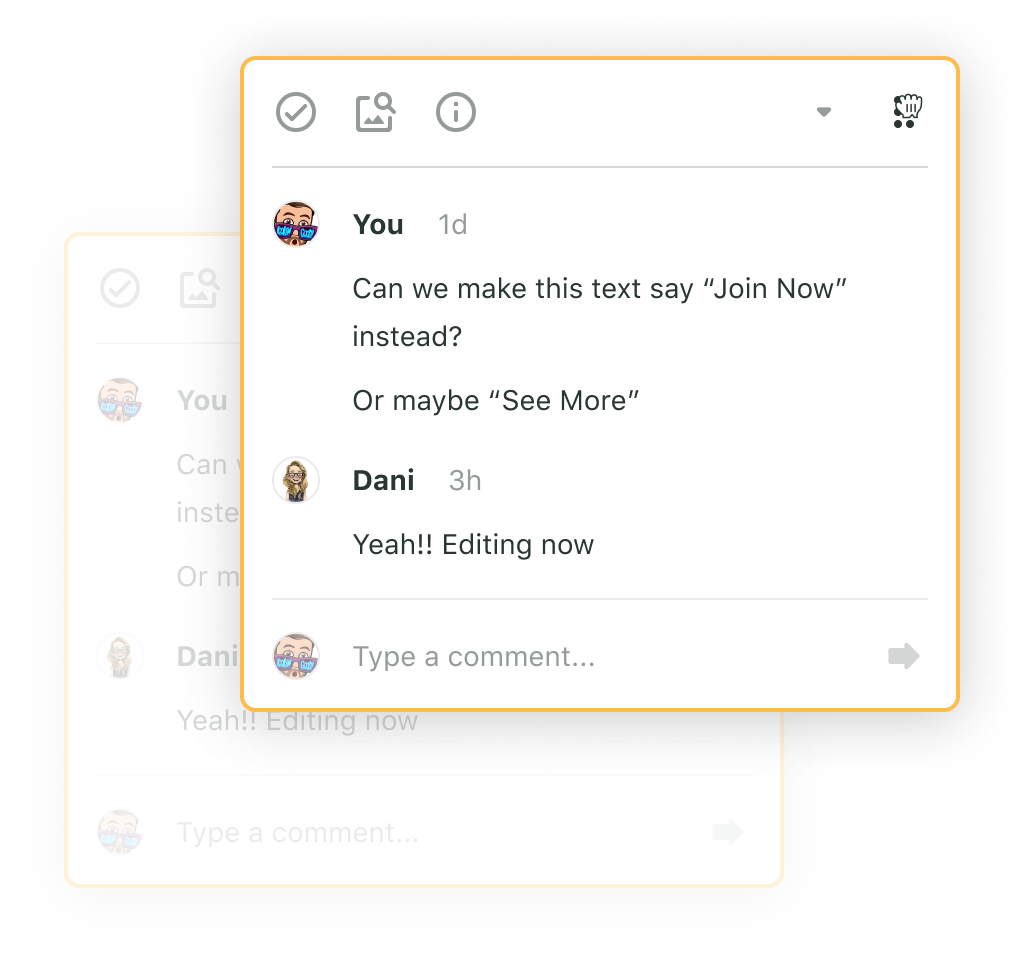 You 1d
Can we make this text say “Join Now”
instead?
Or maybe “See More”
Dani 3h
Yeah!! Editing now
Type a comment...
You
Can
inste
Or m
Dani
Yeah!! Editing now
Type a comment...